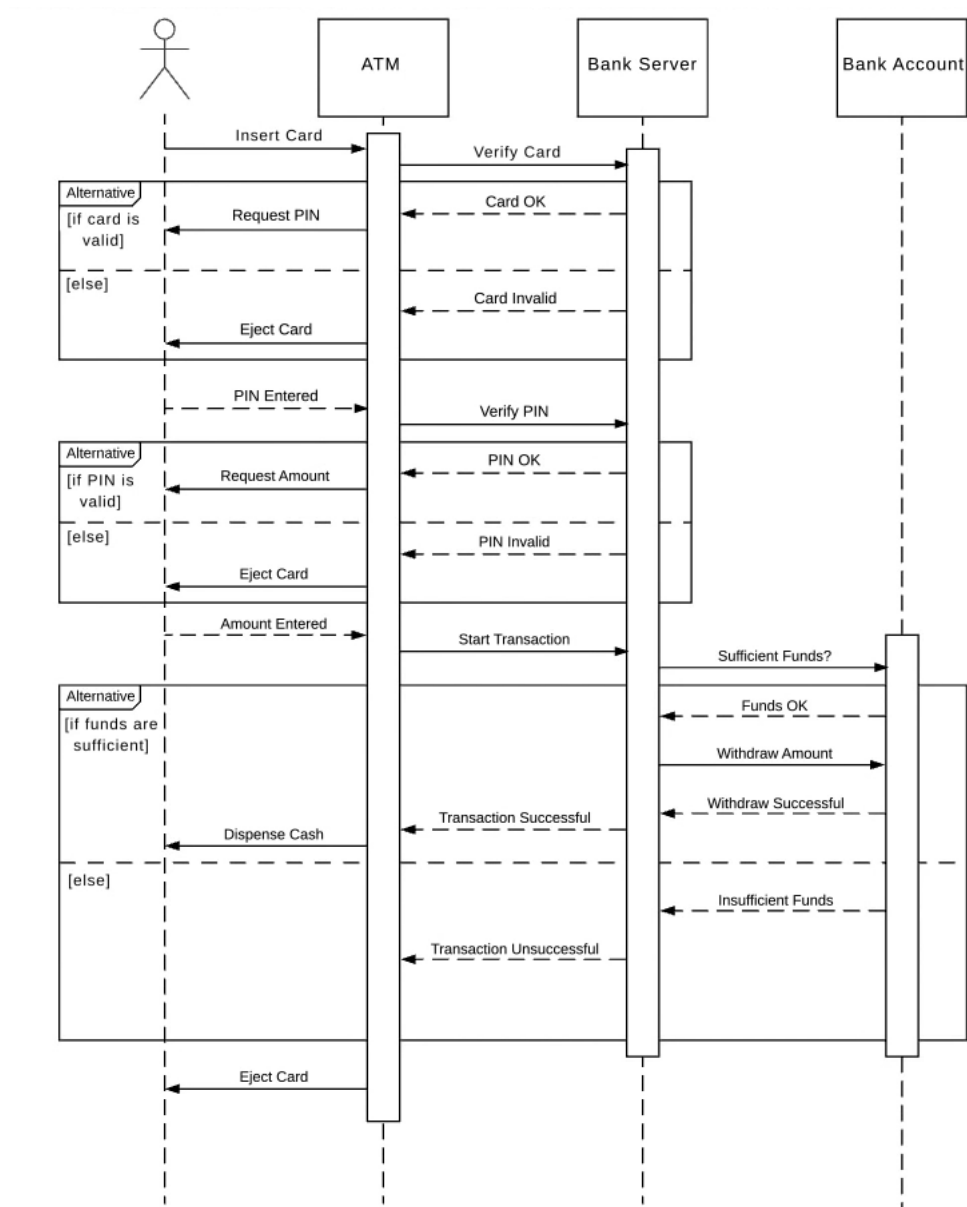 ATM
Bank Server
Bank Account
Insert Card
Verify Card
Alternative
[if card is
valid]
Card OK
Request PIN
[else]
Card Invalid
Eject Card
PIN Entered
Verify PIN
Alternative
[if PIN is
valid]
PIN OK
Request Amount
[else]
PIN Invalid
Eject Card
Amount Entered
Start Transaction
Sufficient Funds?
Alternative
[if funds are
sufficient]
Funds OK
Withdraw Amount
Withdraw Successful
Transaction Successful
Dispense Cash
[else]
Insufficient Funds
Transaction Unsuccessful
Eject Card